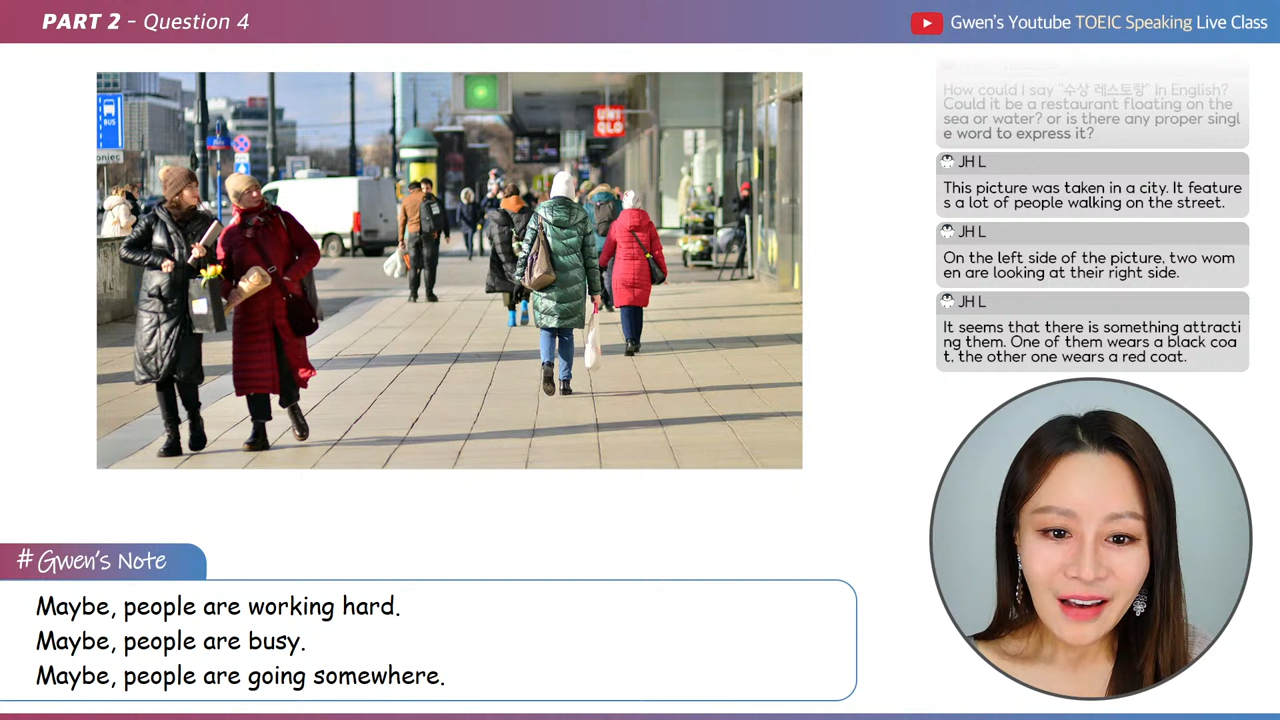 PART 2 - Question 4
Gwen's Youtube TOEIC Speaking Live Class
BUS
oniec
UNI
QLO
How could I say "수상 레스토랑" in English?
Could it be a restaurant floating on the
sea or water? or is there any proper singl
e word to express it?
JH L
This picture was taken in a city. It feature
s a lot of people walking on the street.
JH L
On the left side of the picture, two wom
en are looking at their right side.
JH L
It seems that there is something attracti
ng them. One of them wears a black coa
t, the other one wears a red coat.
# Gwen's Note
Maybe, people are working hard.
Maybe, people are busy.
Maybe, people are going somewhere.